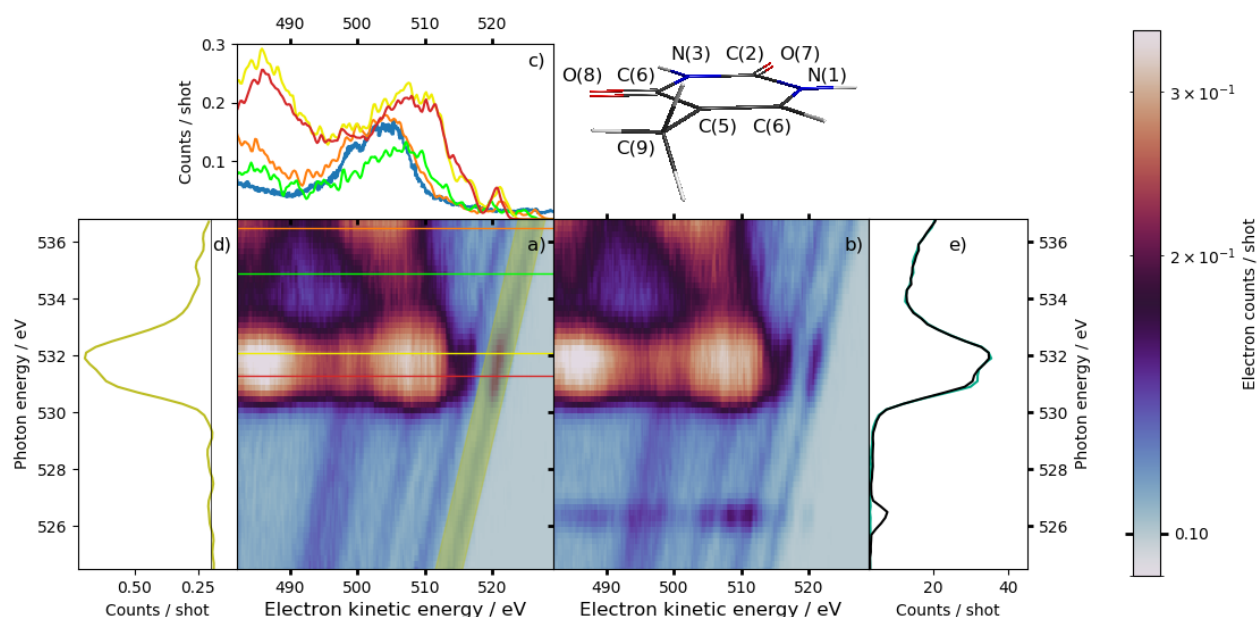 490 500 510 520
0.3
0.2
0.1
Counts / shot
c)
N(3) C(2) O(7)
O(8) C(6) N(1)
C(5) C(6)
C(9)
3 × 10⁻¹
2 × 10⁻¹
0.10
Electron counts / shot
d) a) b) e)
536
534
532
530
528
526
Photon energy / eV
536
534
532
530
528
526
Photon energy / eV
0.50 0.25
Counts / shot
490 500 510 520
Electron kinetic energy / eV
490 500 510 520
Electron kinetic energy / eV
20 40
Counts / shot